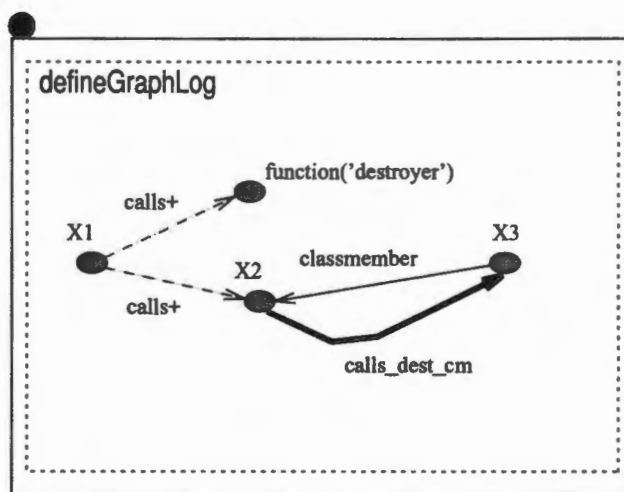 defineGraphLog
function('destroyer')
calls+
X1
X2
classmember
X3
calls+
calls_dest_cm